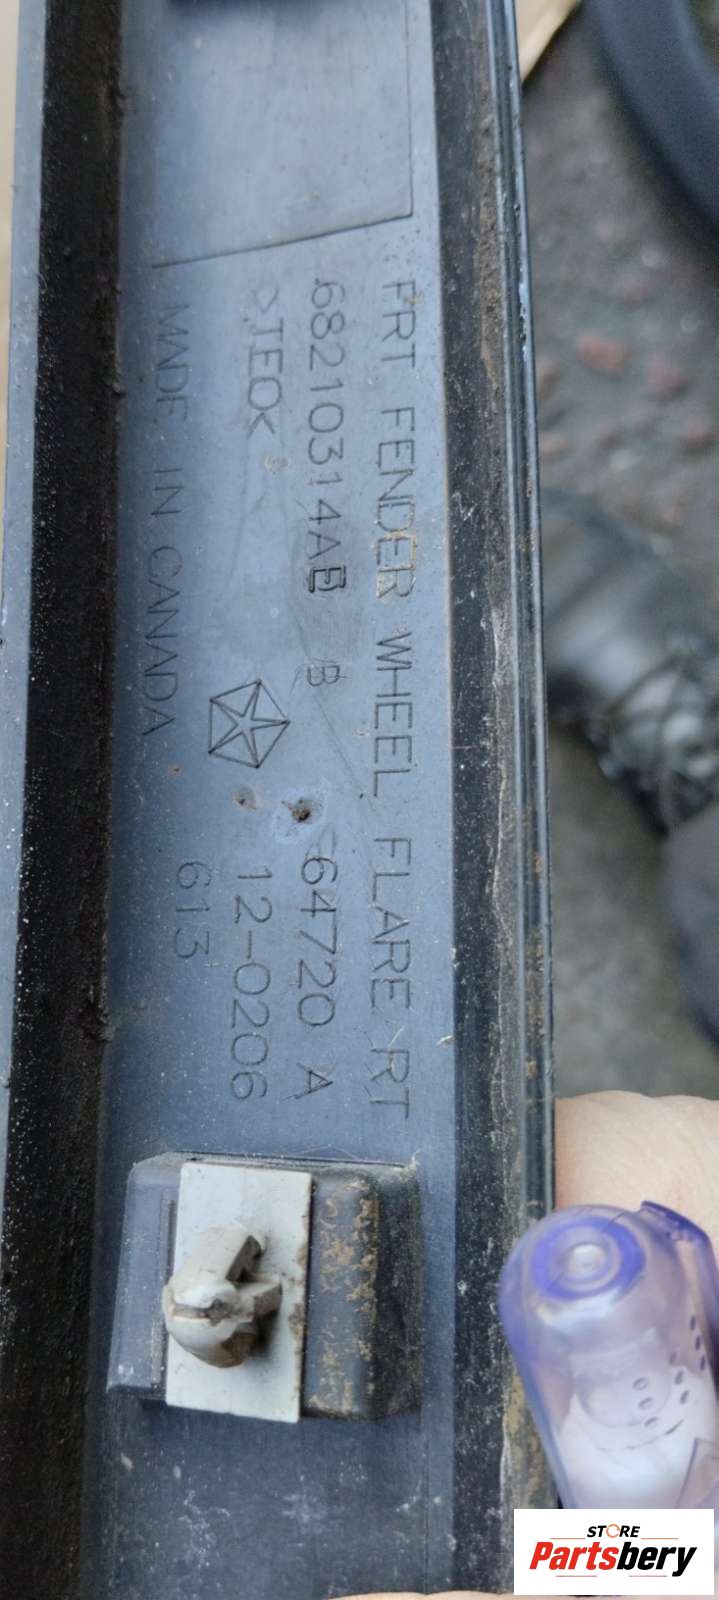 FRT FENDER WHEEL FLARE RT
68210314AB B
>TEO<
MADE IN CANADA
64720 A
12-0206
613
STORE
Partsbery